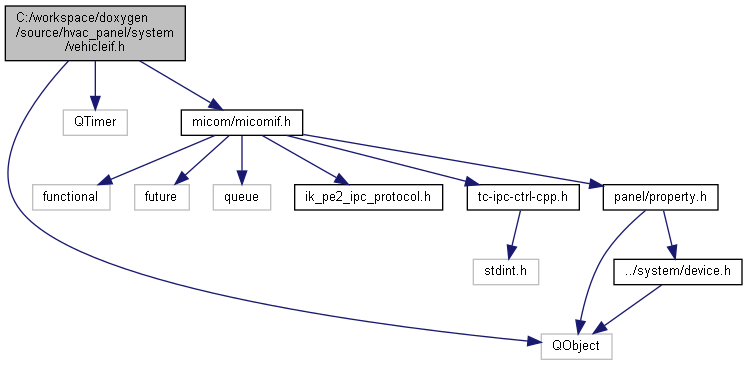 C:/workspace/doxygen
/source/hvac_panel/system
/vehicleif.h
QTimer
micom/micomif.h
functional
future
queue
ik_pe2_ipc_protocol.h
tc-ipc-ctrl-cpp.h
panel/property.h
stdint.h
../system/device.h
QObject